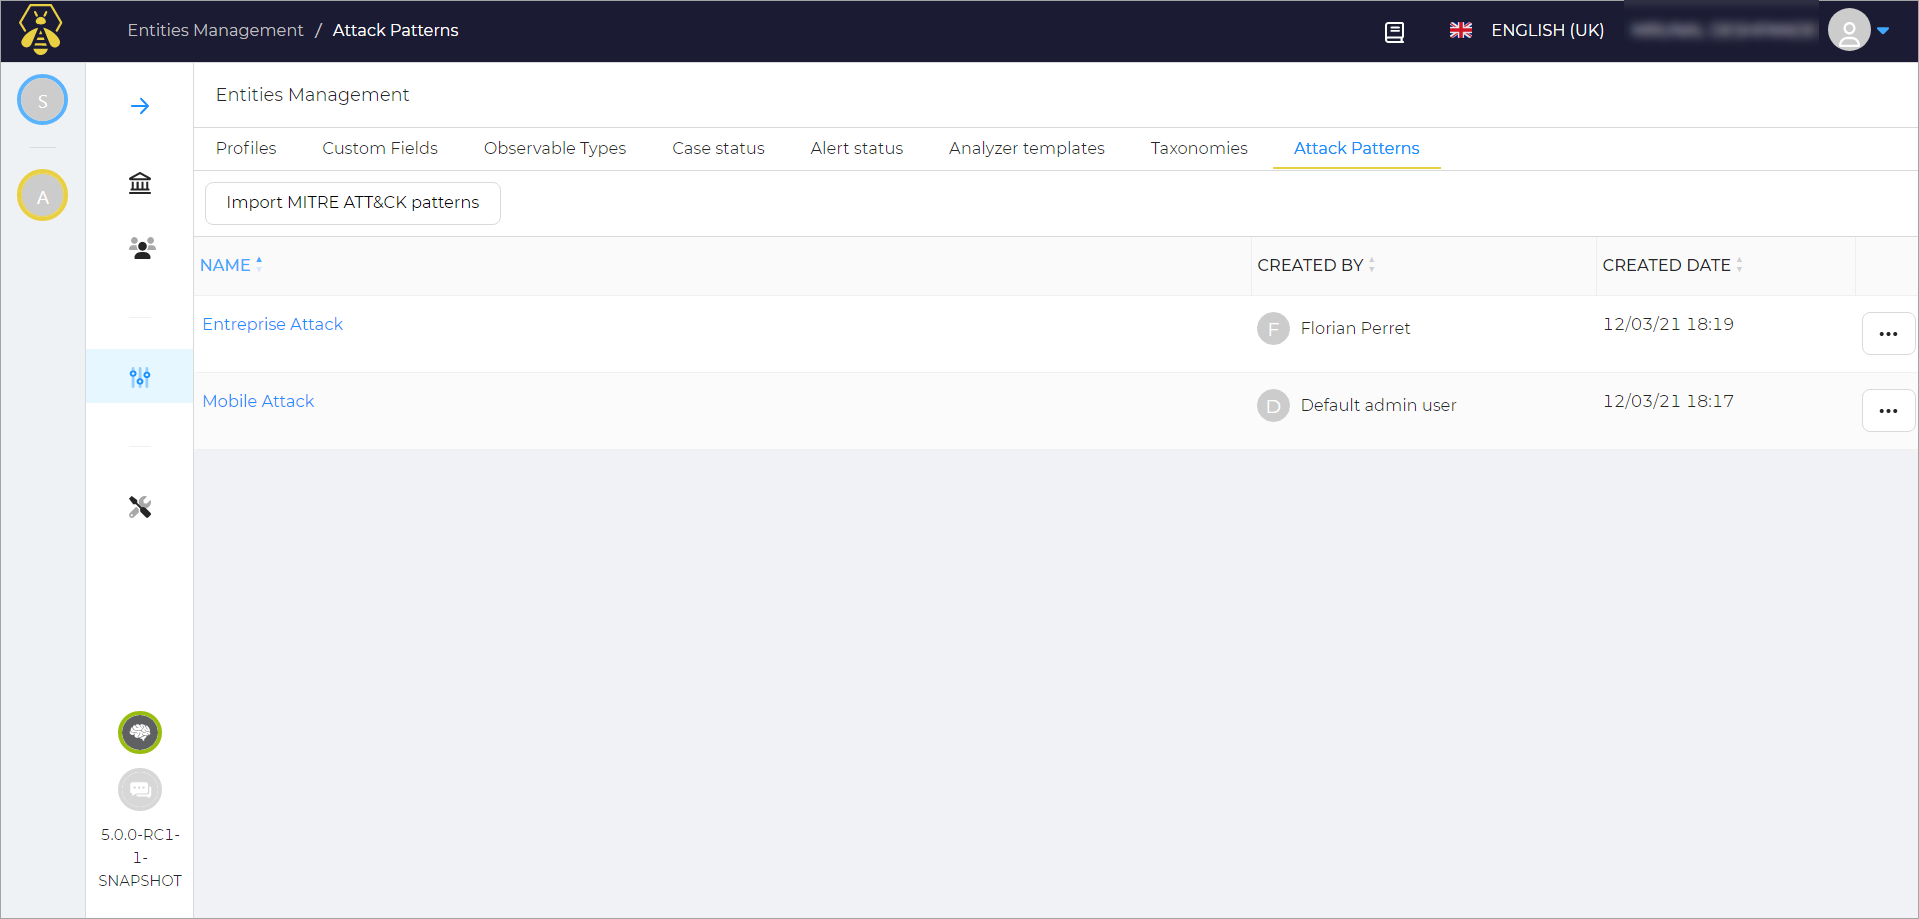 Entities Management / Attack Patterns
ENGLISH (UK)
S
A
Entities Management
Profiles Custom Fields Observable Types Case status Alert status Analyzer templates Taxonomies Attack Patterns
Import MITRE ATT&CK patterns
NAME CREATED BY CREATED DATE
Entreprise Attack F Florian Perret 12/03/21 18:19
Mobile Attack D Default admin user 12/03/21 18:17
5.0.0-RC1-
1-
SNAPSHOT